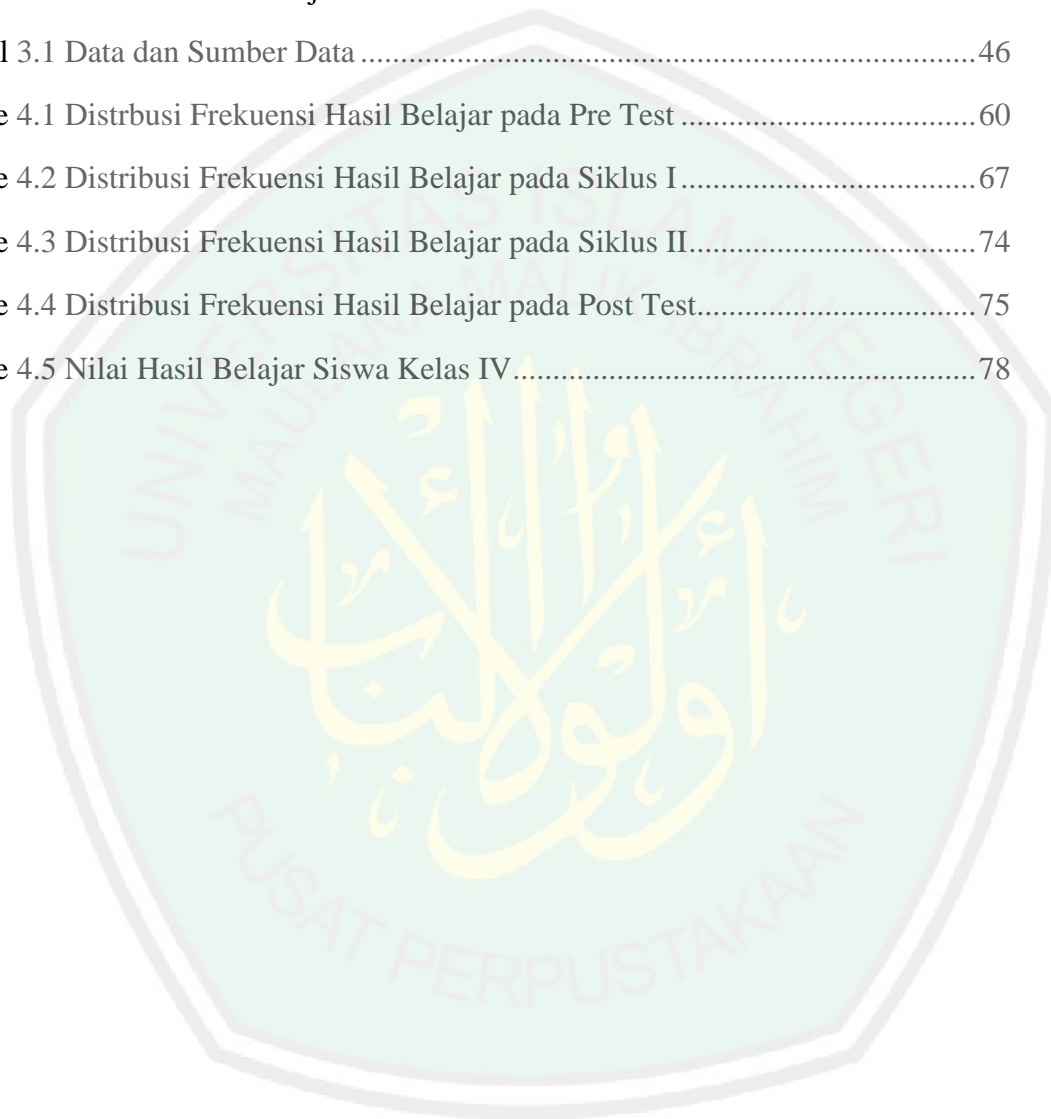 l 3.1 Data dan Sumber Data ............................................................................ 46
e 4.1 Distrbusi Frekuensi Hasil Belajar pada Pre Test ..................................... 60
e 4.2 Distribusi Frekuensi Hasil Belajar pada Siklus I ..................................... 67
e 4.3 Distribusi Frekuensi Hasil Belajar pada Siklus II.................................... 74
e 4.4 Distribusi Frekuensi Hasil Belajar pada Post Test................................... 75
e 4.5 Nilai Hasil Belajar Siswa Kelas IV......................................................... 78
UNIVERSITAS ISLAM NEGERI
MAULANA MALIK IBRAHIM
أولوا الألباب
PUSAT PERPUSTAKAAN